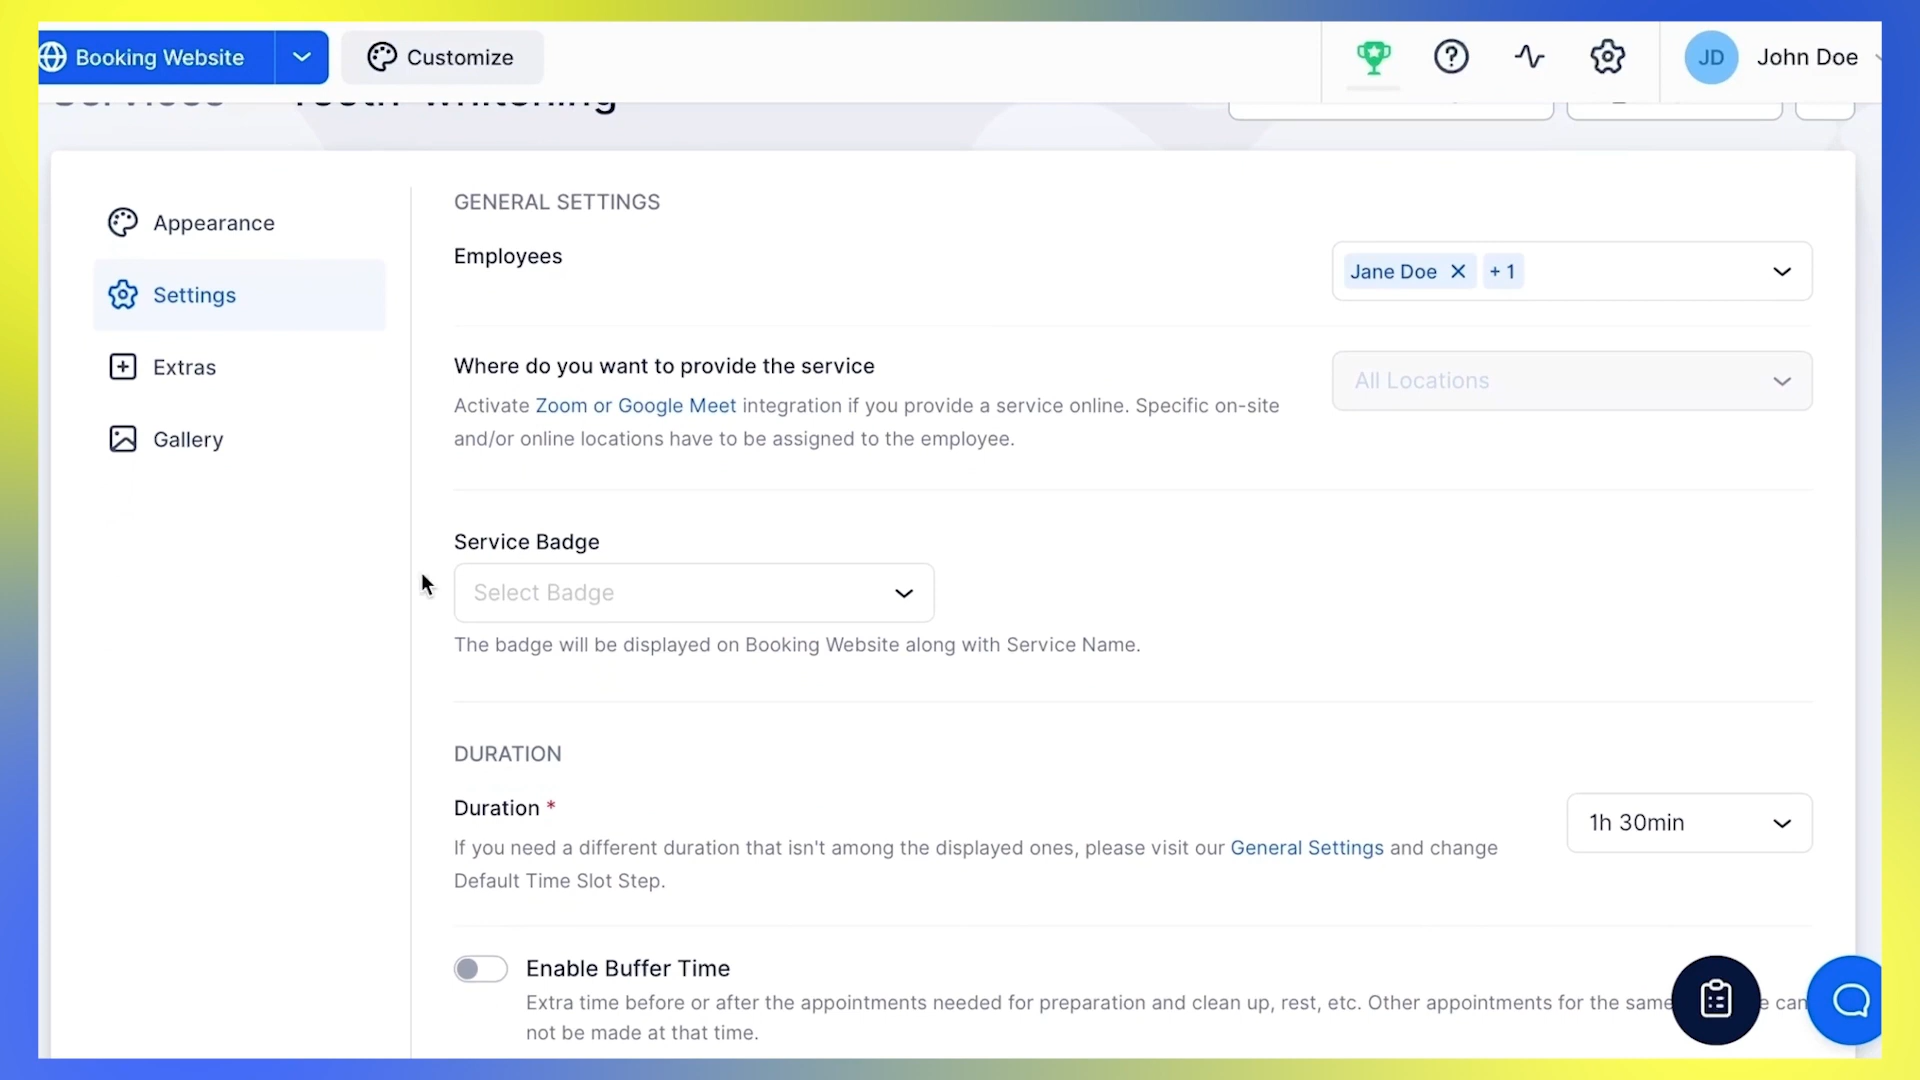 Booking Website
Customize
JD
John Doe
Services
Tooth whitening
Appearance
Settings
Extras
Gallery
GENERAL SETTINGS
Employees
Jane Doe
+ 1
Where do you want to provide the service
All Locations
Activate Zoom or Google Meet integration if you provide a service online. Specific on-site
and/or online locations have to be assigned to the employee.
Service Badge
Select Badge
The badge will be displayed on Booking Website along with Service Name.
DURATION
Duration *
1h 30min
If you need a different duration that isn't among the displayed ones, please visit our General Settings and change
Default Time Slot Step.
Enable Buffer Time
Extra time before or after the appointments needed for preparation and clean up, rest, etc. Other appointments for the same can
not be made at that time.